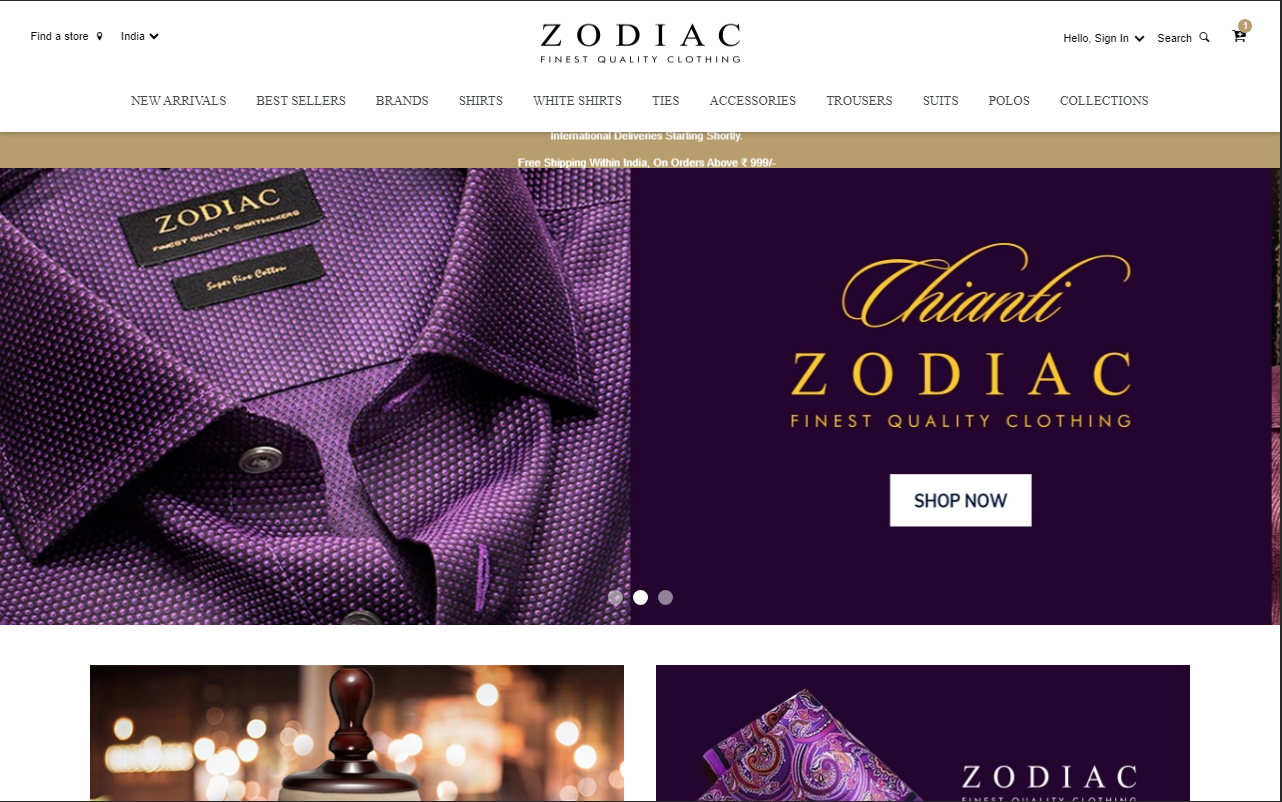 Find a store
India
ZODIAC
FINEST QUALITY CLOTHING
Hello, Sign In
Search
1
NEW ARRIVALS
BEST SELLERS
BRANDS
SHIRTS
WHITE SHIRTS
TIES
ACCESSORIES
TROUSERS
SUITS
POLOS
COLLECTIONS
International Deliveries Starting Shortly.
Free Shipping Within India, On Orders Above ₹ 999/-
ZODIAC
FINEST QUALITY SHIRTMAKERS
Super Fine Cotton
Chianti
ZODIAC
FINEST QUALITY CLOTHING
SHOP NOW
ZODIAC
FINEST QUALITY CLOTHING